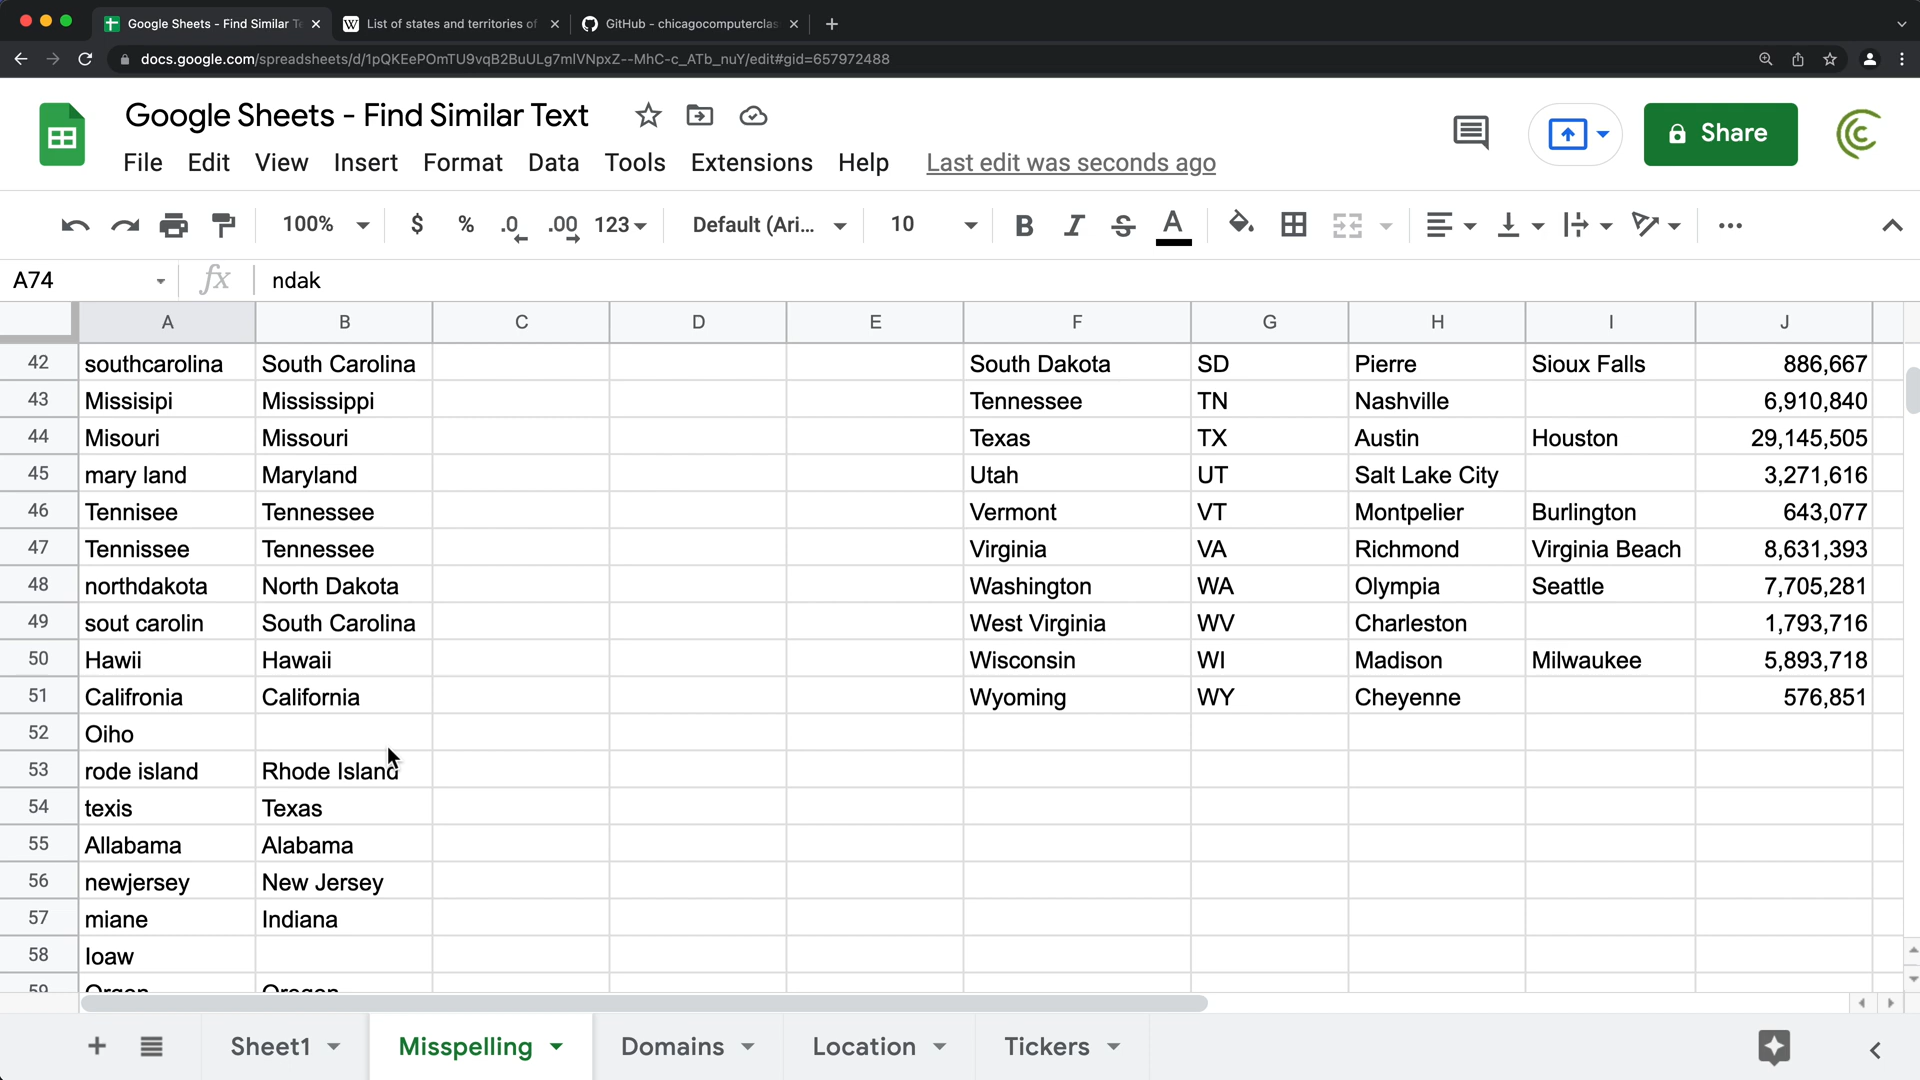 Google Sheets - Find Similar Te
List of states and territories of
GitHub - chicagocomputerclas
docs.google.com/spreadsheets/d/1pQKEePOmTU9vqB2BuULg7mIVNpxZ--MhC-c_ATb_nuY/edit#gid=657972488
Google Sheets - Find Similar Text
File Edit View Insert Format Data Tools Extensions Help Last edit was seconds ago
Share
100% $ % .0 .00 123 Default (Ari... 10 B I S A
A74 fx ndak
A B C D E F G H I J
42 southcarolina South Carolina South Dakota SD Pierre Sioux Falls 886,667
43 Missisipi Mississippi Tennessee TN Nashville 6,910,840
44 Misouri Missouri Texas TX Austin Houston 29,145,505
45 mary land Maryland Utah UT Salt Lake City 3,271,616
46 Tennisee Tennessee Vermont VT Montpelier Burlington 643,077
47 Tennissee Tennessee Virginia VA Richmond Virginia Beach 8,631,393
48 northdakota North Dakota Washington WA Olympia Seattle 7,705,281
49 sout carolin South Carolina West Virginia WV Charleston 1,793,716
50 Hawii Hawaii Wisconsin WI Madison Milwaukee 5,893,718
51 Califronia California Wyoming WY Cheyenne 576,851
52 Oiho
53 rode island Rhode Island
54 texis Texas
55 Allabama Alabama
56 newjersey New Jersey
57 miane Indiana
58 Ioaw
59 Orgen Oregon
Sheet1 Misspelling Domains Location Tickers